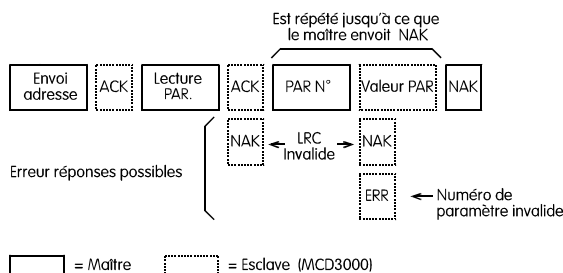 Est répété jusqu'à ce que
le maître envoit NAK
Envoi
adresse
ACK
Lecture
PAR.
ACK
PAR N°
Valeur PAR
NAK
NAK
LRC
Invalide
NAK
Erreur réponses possibles
ERR
Numéro de
paramètre invalide
= Maître
= Esclave (MCD3000)